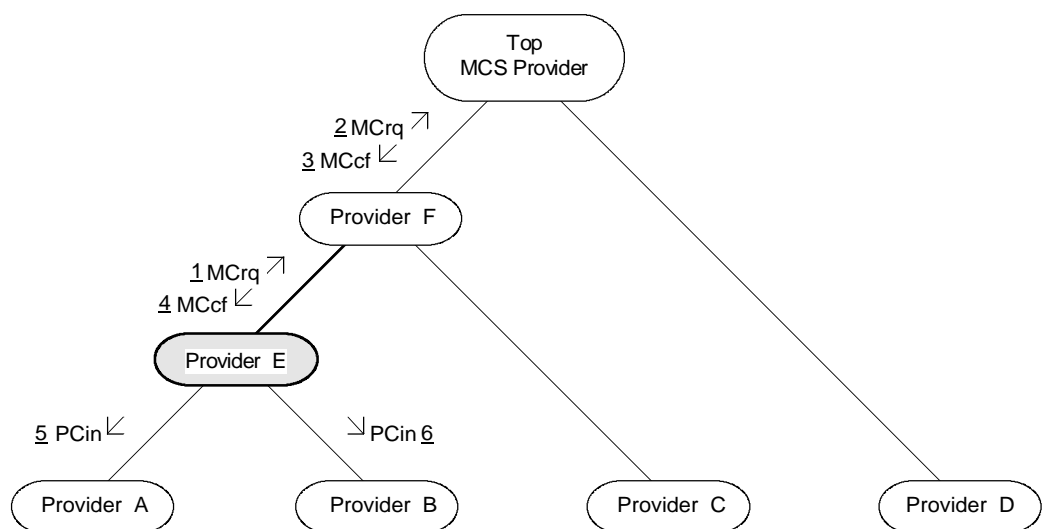 Top
MCS Provider
2 MCrq
3 MCcf
Provider F
1 MCrq
4 MCcf
Provider E
5 PCin
PCin 6
Provider A
Provider B
Provider C
Provider D